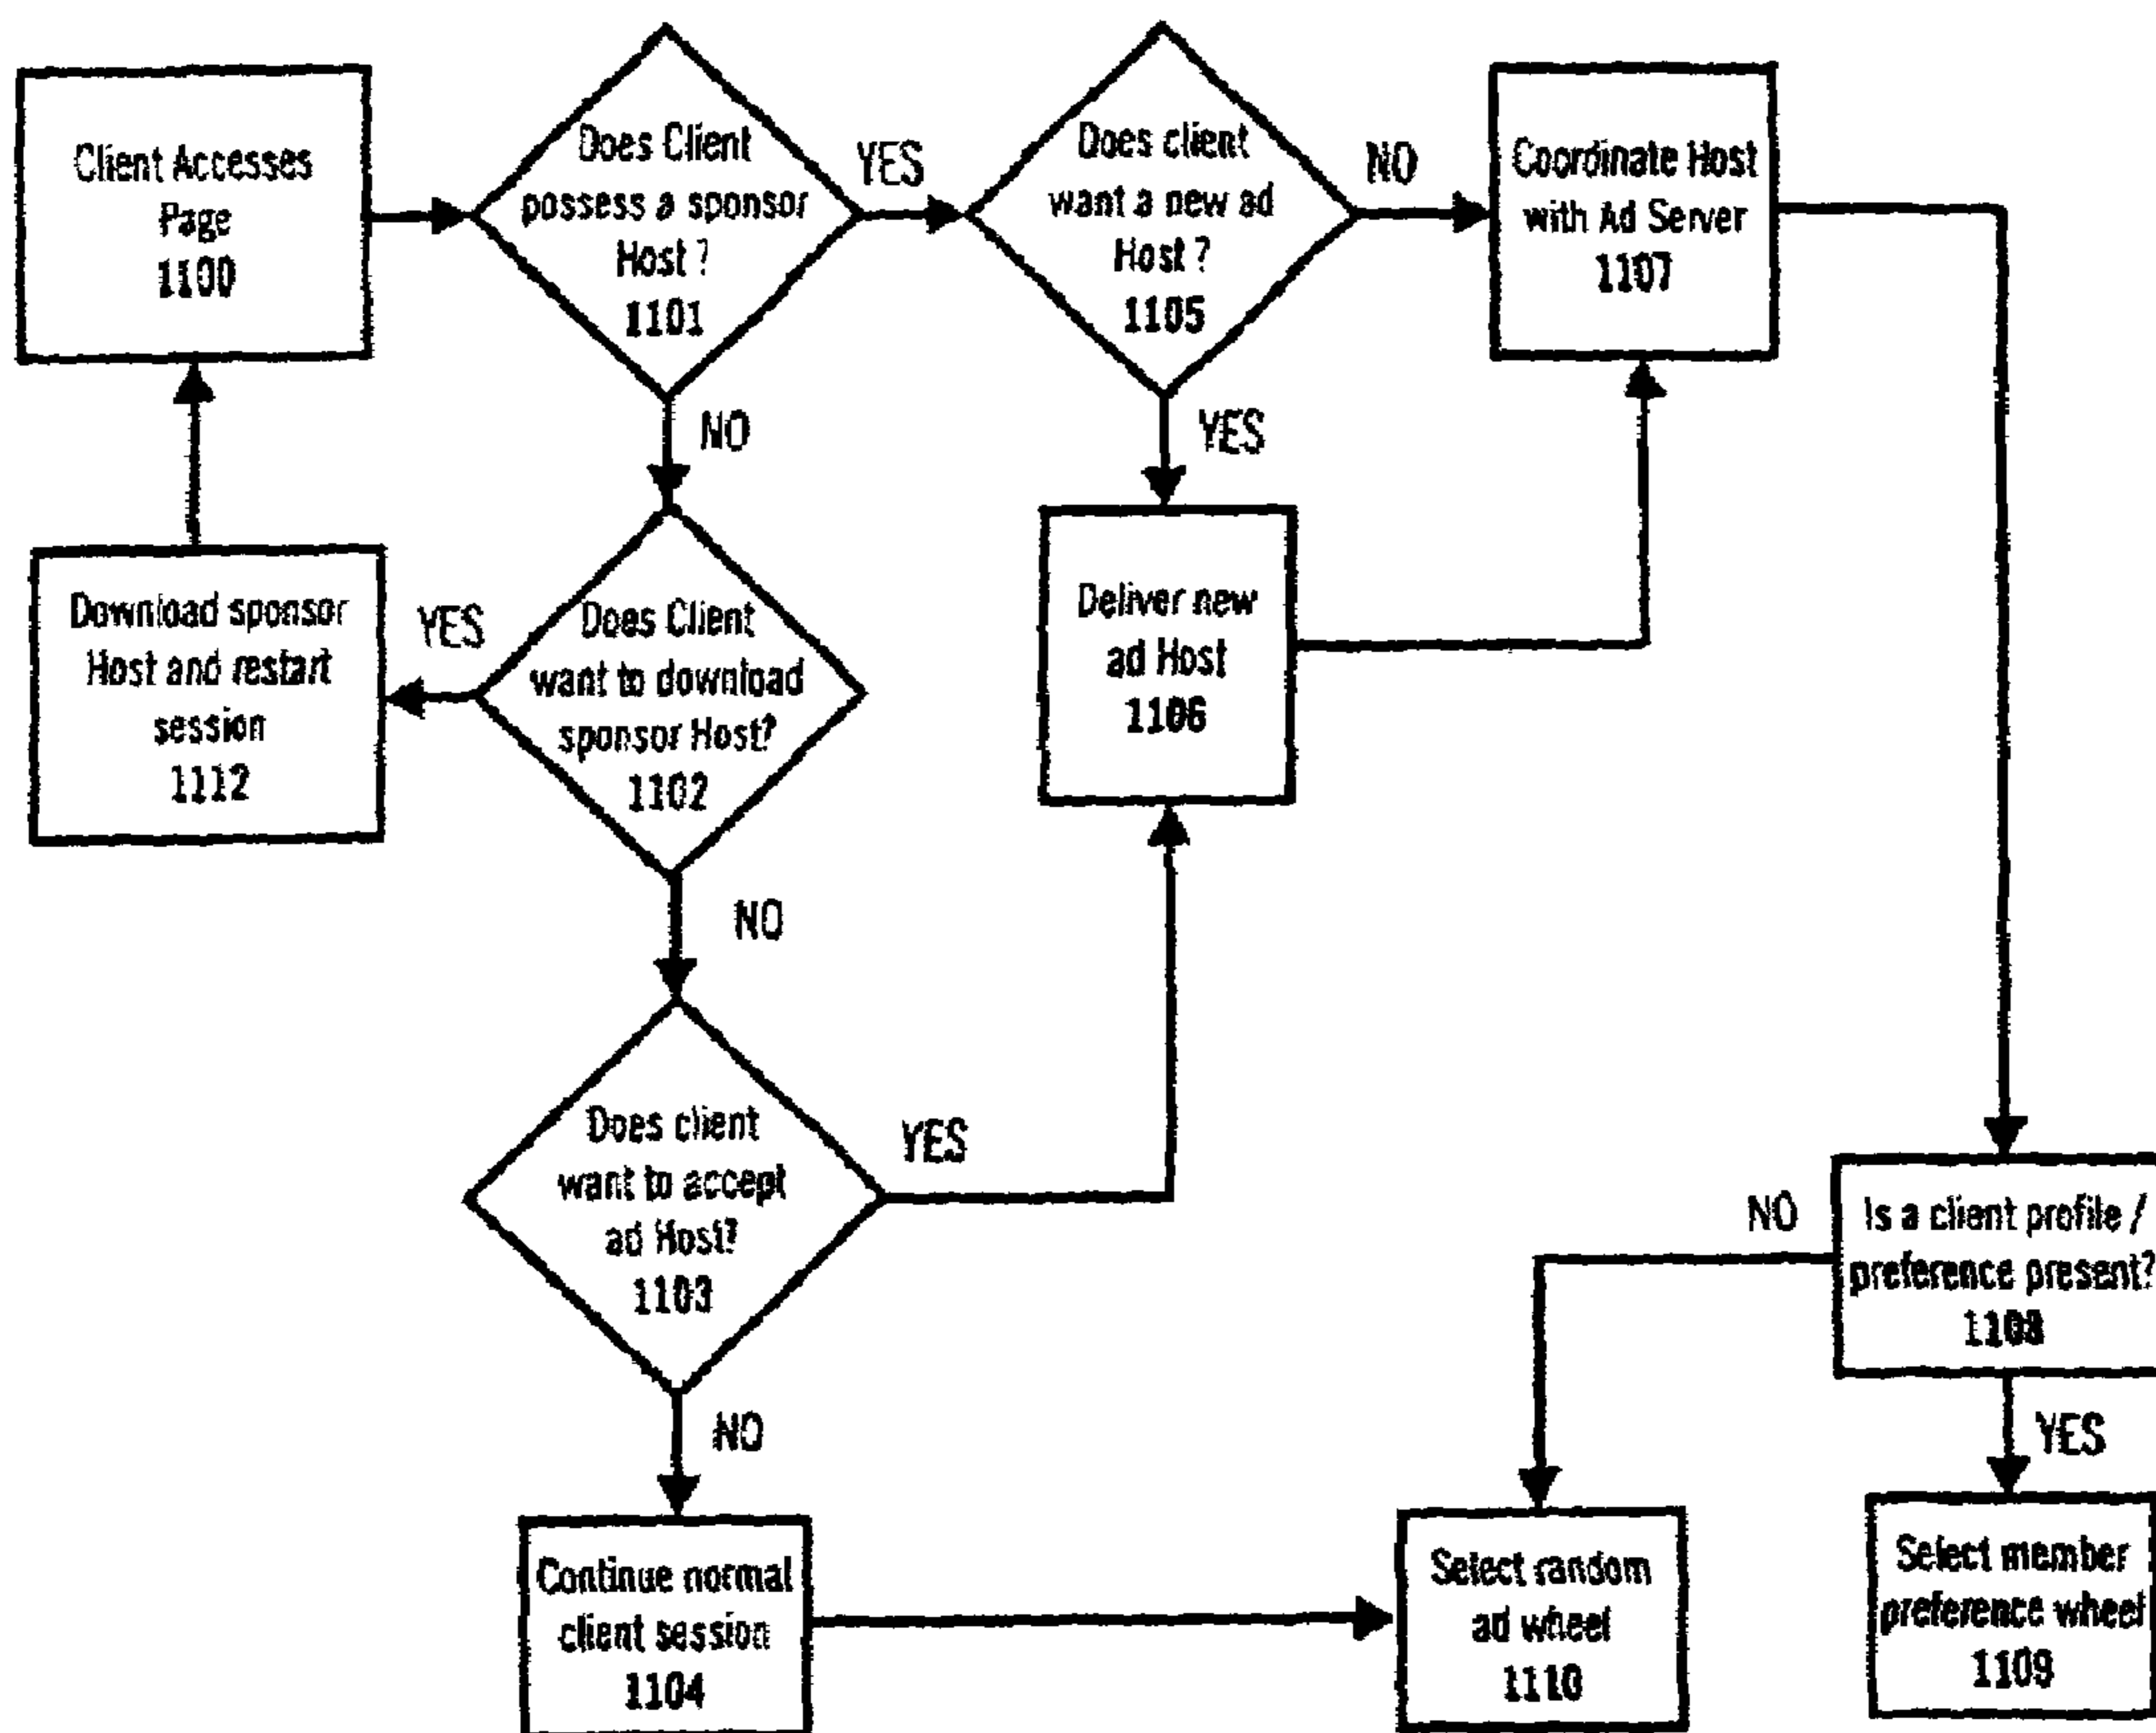 Client Accesses
Page
1100
Does Client
possess a sponsor
Host ?
1101
YES
Does client
want a new ad
Host ?
1105
NO
Coordinate Host
with Ad Server
1107
NO
YES
Download sponsor
Host and restart
session
1112
YES
Does Client
want to download
sponsor Host?
1102
Deliver new
ad Host
1106
NO
Does client
want to accept
ad Host?
1103
YES
NO
Is a client profile /
preference present?
1108
NO
YES
Continue normal
client session
1104
Select random
ad wheel
1110
Select member
preference wheel
1109